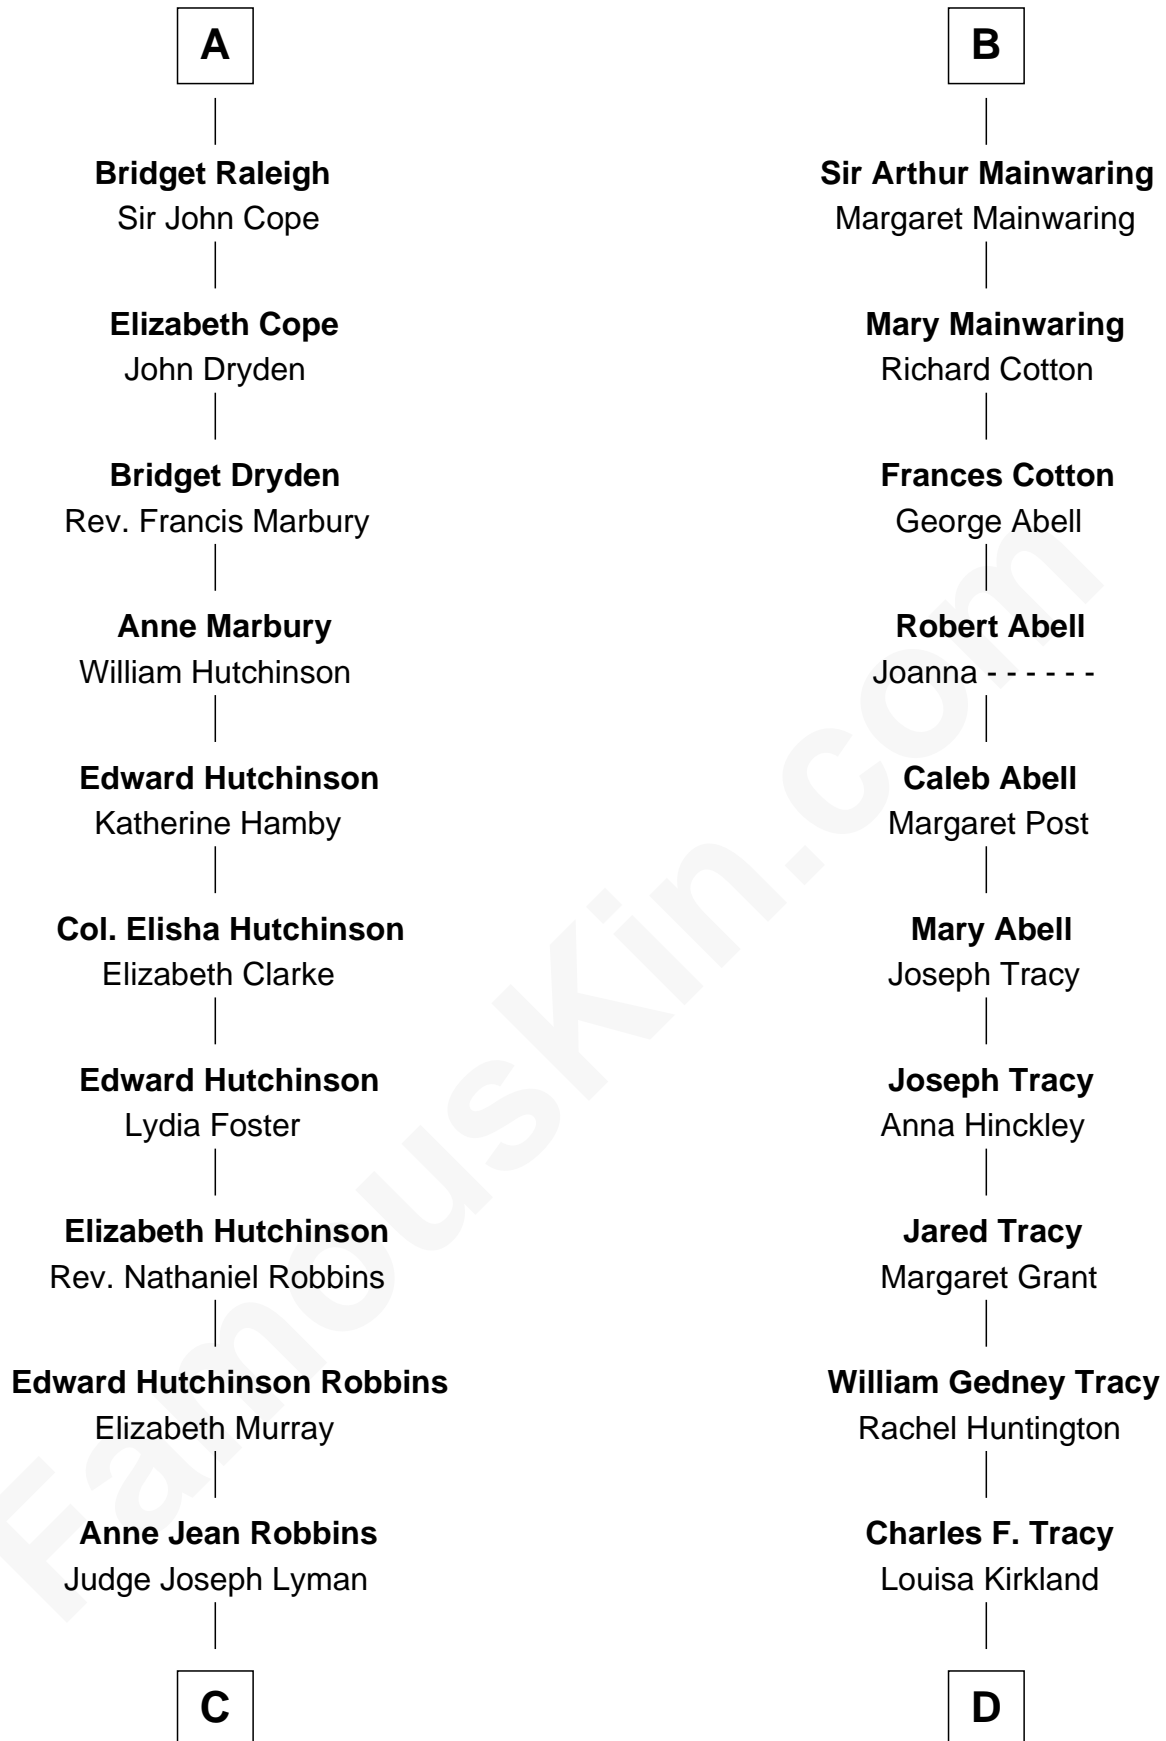 A
Bridget Raleigh
Sir John Cope
Elizabeth Cope
John Dryden
Bridget Dryden
Rev. Francis Marbury
Anne Marbury
William Hutchinson
Edward Hutchinson
Katherine Hamby
Col. Elisha Hutchinson
Elizabeth Clarke
Edward Hutchinson
Lydia Foster
Elizabeth Hutchinson
Rev. Nathaniel Robbins
Edward Hutchinson Robbins
Elizabeth Murray
Anne Jean Robbins
Judge Joseph Lyman
C
B
Sir Arthur Mainwaring
Margaret Mainwaring
Mary Mainwaring
Richard Cotton
Frances Cotton
George Abell
Robert Abell
Joanna - - - - - -
Caleb Abell
Margaret Post
Mary Abell
Joseph Tracy
Joseph Tracy
Anna Hinckley
Jared Tracy
Margaret Grant
William Gedney Tracy
Rachel Huntington
Charles F. Tracy
Louisa Kirkland
D
FamousKin.com